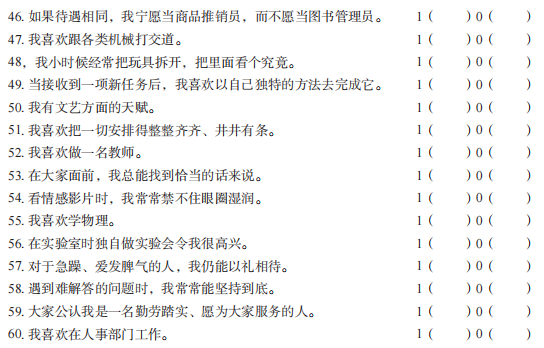 46. 如果待遇相同，我宁愿当商品推销员，而不愿当图书管理员。 1 (  ) 0 (  )
47. 我喜欢跟各类机械打交道。 1 (  ) 0 (  )
48，我小时候经常把玩具拆开，把里面看个究竟。 1 (  ) 0 (  )
49. 当接收到一项新任务后，我喜欢以自己独特的方法去完成它。 1 (  ) 0 (  )
50. 我有文艺方面的天赋。 1 (  ) 0 (  )
51. 我喜欢把一切安排得整整齐齐、井井有条。 1 (  ) 0 (  )
52. 我喜欢做一名教师。 1 (  ) 0 (  )
53. 在大家面前，我总能找到恰当的话来说。 1 (  ) 0 (  )
54. 看情感影片时，我常常禁不住眼圈湿润。 1 (  ) 0 (  )
55. 我喜欢学物理。 1 (  ) 0 (  )
56. 在实验室时独自做实验会令我很高兴。 1 (  ) 0 (  )
57. 对于急躁、爱发脾气的人，我仍能以礼相待。 1 (  ) 0 (  )
58. 遇到难解答的问题时，我常常能坚持到底。 1 (  ) 0 (  )
59. 大家公认我是一名勤劳踏实、愿为大家服务的人。 1 (  ) 0 (  )
60. 我喜欢在人事部门工作。 1 (  ) 0 (  )